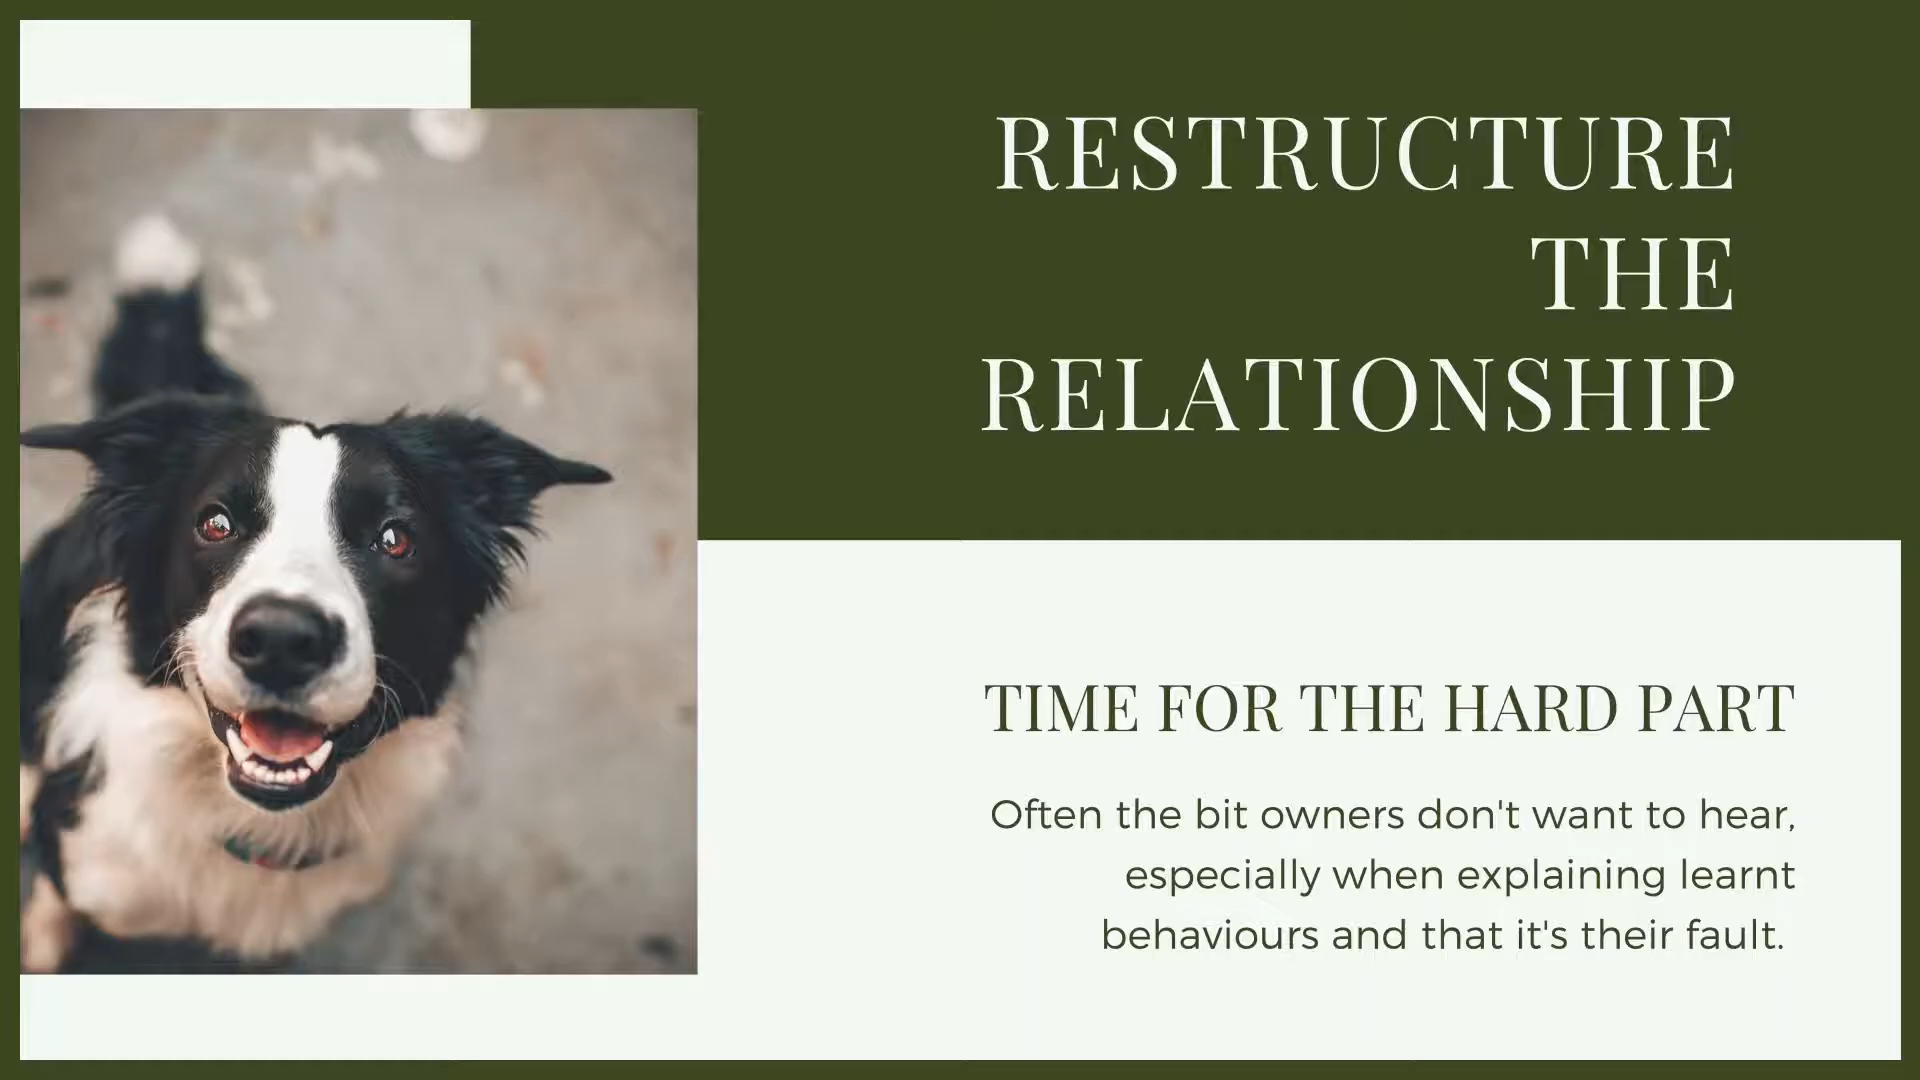 RESTRUCTURE
THE
RELATIONSHIP
TIME FOR THE HARD PART
Often the bit owners don't want to hear,
especially when explaining learnt
behaviours and that it's their fault.